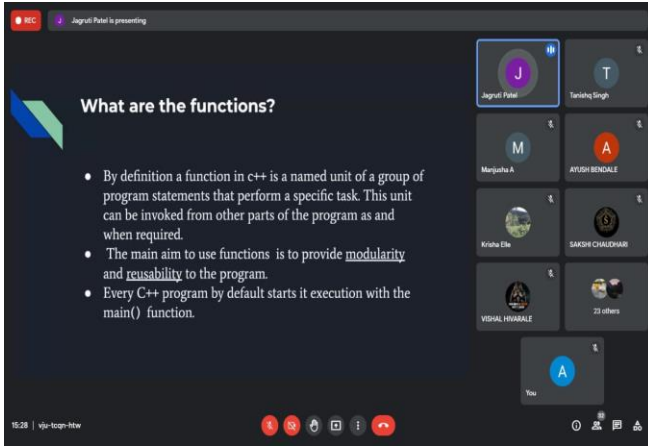 REC
J Jagruti Patel is presenting
What are the functions?
● By definition a function in c++ is a named unit of a group of
program statements that perform a specific task. This unit
can be invoked from other parts of the program as and
when required.
● The main aim to use functions is to provide modularity
and reusability to the program.
● Every C++ program by default starts it execution with the
main() function.
J
Jagruti Patel
T
Tanishq Singh
M
Manjusha A
A
AYUSH BENDALE
Krisha Elle
S
SAKSHI CHAUDHARI
VISHAL HIVARALE
23 others
A
You
15:28 | vju-tcqn-htw
32